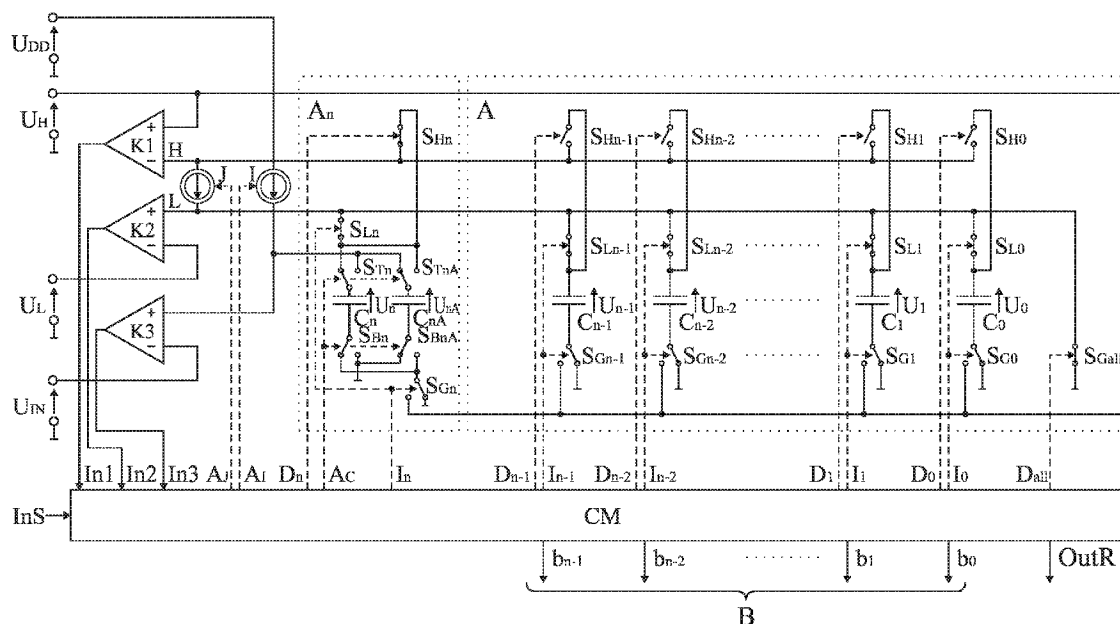 UDD
UH
An
A
+
K1
−
H
SHn
SHn-1
SHn-2
SH1
SH0
J
I
+
K2
−
L
SLn
SLn-1
SLn-2
SL1
SL0
STn
STnA
UL
+
K3
−
Un
UnA
Un-1
Un-2
U1
U0
Cn
CnA
Cn-1
Cn-2
C1
C0
SBn
SBnA
UIN
SGn
SGn-1
SGn-2
SG1
SG0
SGall
In1
In2
In3
AJ
AI
Dn
AC
In
Dn-1
In-1
Dn-2
In-2
D1
I1
D0
I0
Dall
InS
CM
bn-1
bn-2
b1
b0
OutR
B